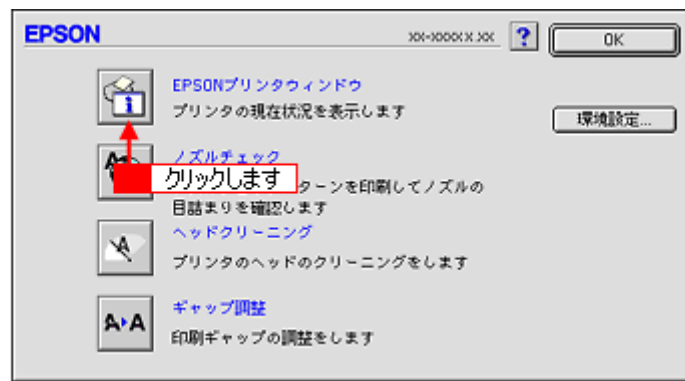 EPSON
XX-XXXX X.XX
?
OK
EPSONプリンタウィンドウ
プリンタの現在状況を表示します
環境設定...
ノズルチェック
クリックします
ターンを印刷してノズルの
目詰まりを確認します
ヘッドクリーニング
プリンタのヘッドのクリーニングをします
A▸A
ギャップ調整
印刷ギャップの調整をします